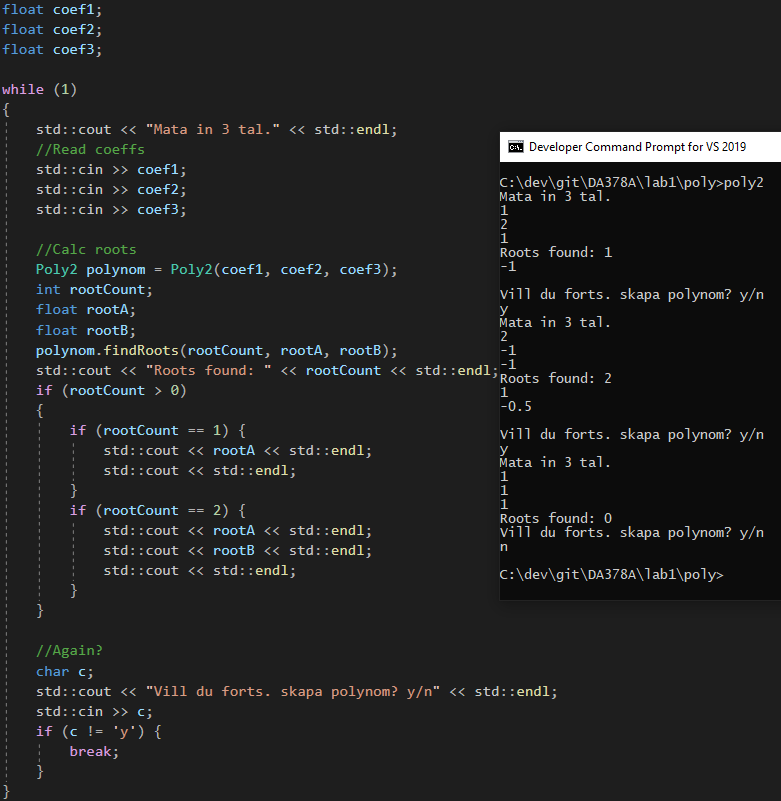 float coef1;
float coef2;
float coef3;
while (1)
{
std::cout << "Mata in 3 tal." << std::endl;
//Read coeffs
std::cin >> coef1;
std::cin >> coef2;
std::cin >> coef3;
//Calc roots
Poly2 polynom = Poly2(coef1, coef2, coef3);
int rootCount;
float rootA;
float rootB;
polynom.findRoots(rootCount, rootA, rootB);
std::cout << "Roots found: " << rootCount << std::endl;
if (rootCount > 0)
{
if (rootCount == 1) {
std::cout << rootA << std::endl;
std::cout << std::endl;
}
if (rootCount == 2) {
std::cout << rootA << std::endl;
std::cout << rootB << std::endl;
std::cout << std::endl;
}
}
//Again?
char c;
std::cout << "Vill du forts. skapa polynom? y/n" << std::endl;
std::cin >> c;
if (c != 'y') {
break;
}
}
Developer Command Prompt for VS 2019
C:\dev\git\DA378A\lab1\poly>poly2
Mata in 3 tal.
1
2
1
Roots found: 1
-1
Vill du forts. skapa polynom? y/n
y
Mata in 3 tal.
2
-1
-1
Roots found: 2
1
-0.5
Vill du forts. skapa polynom? y/n
y
Mata in 3 tal.
1
1
1
Roots found: 0
Vill du forts. skapa polynom? y/n
n
C:\dev\git\DA378A\lab1\poly>